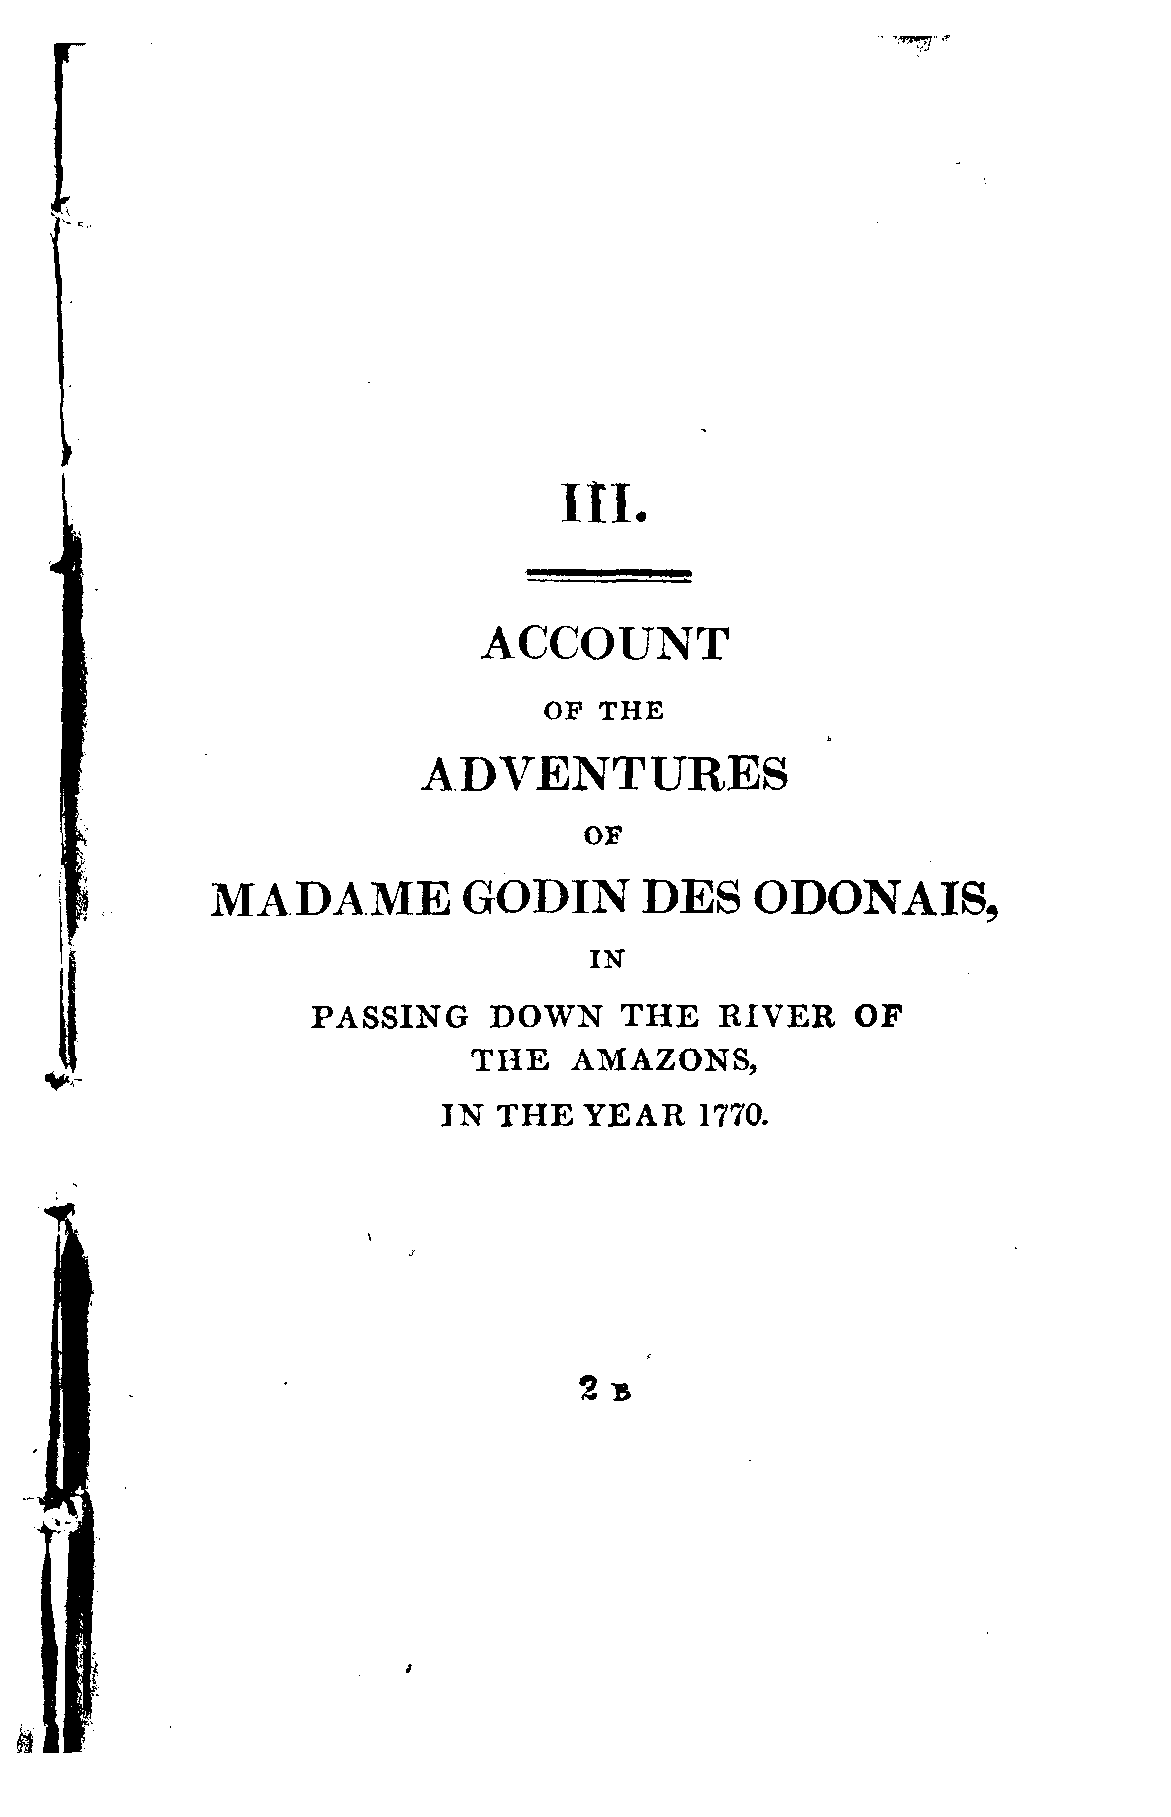 III.
ACCOUNT
OF THE
ADVENTURES
OF
MADAME GODIN DES ODONAIS,
IN
PASSING DOWN THE RIVER OF
THE AMAZONS,
IN THE YEAR 1770.
2 B